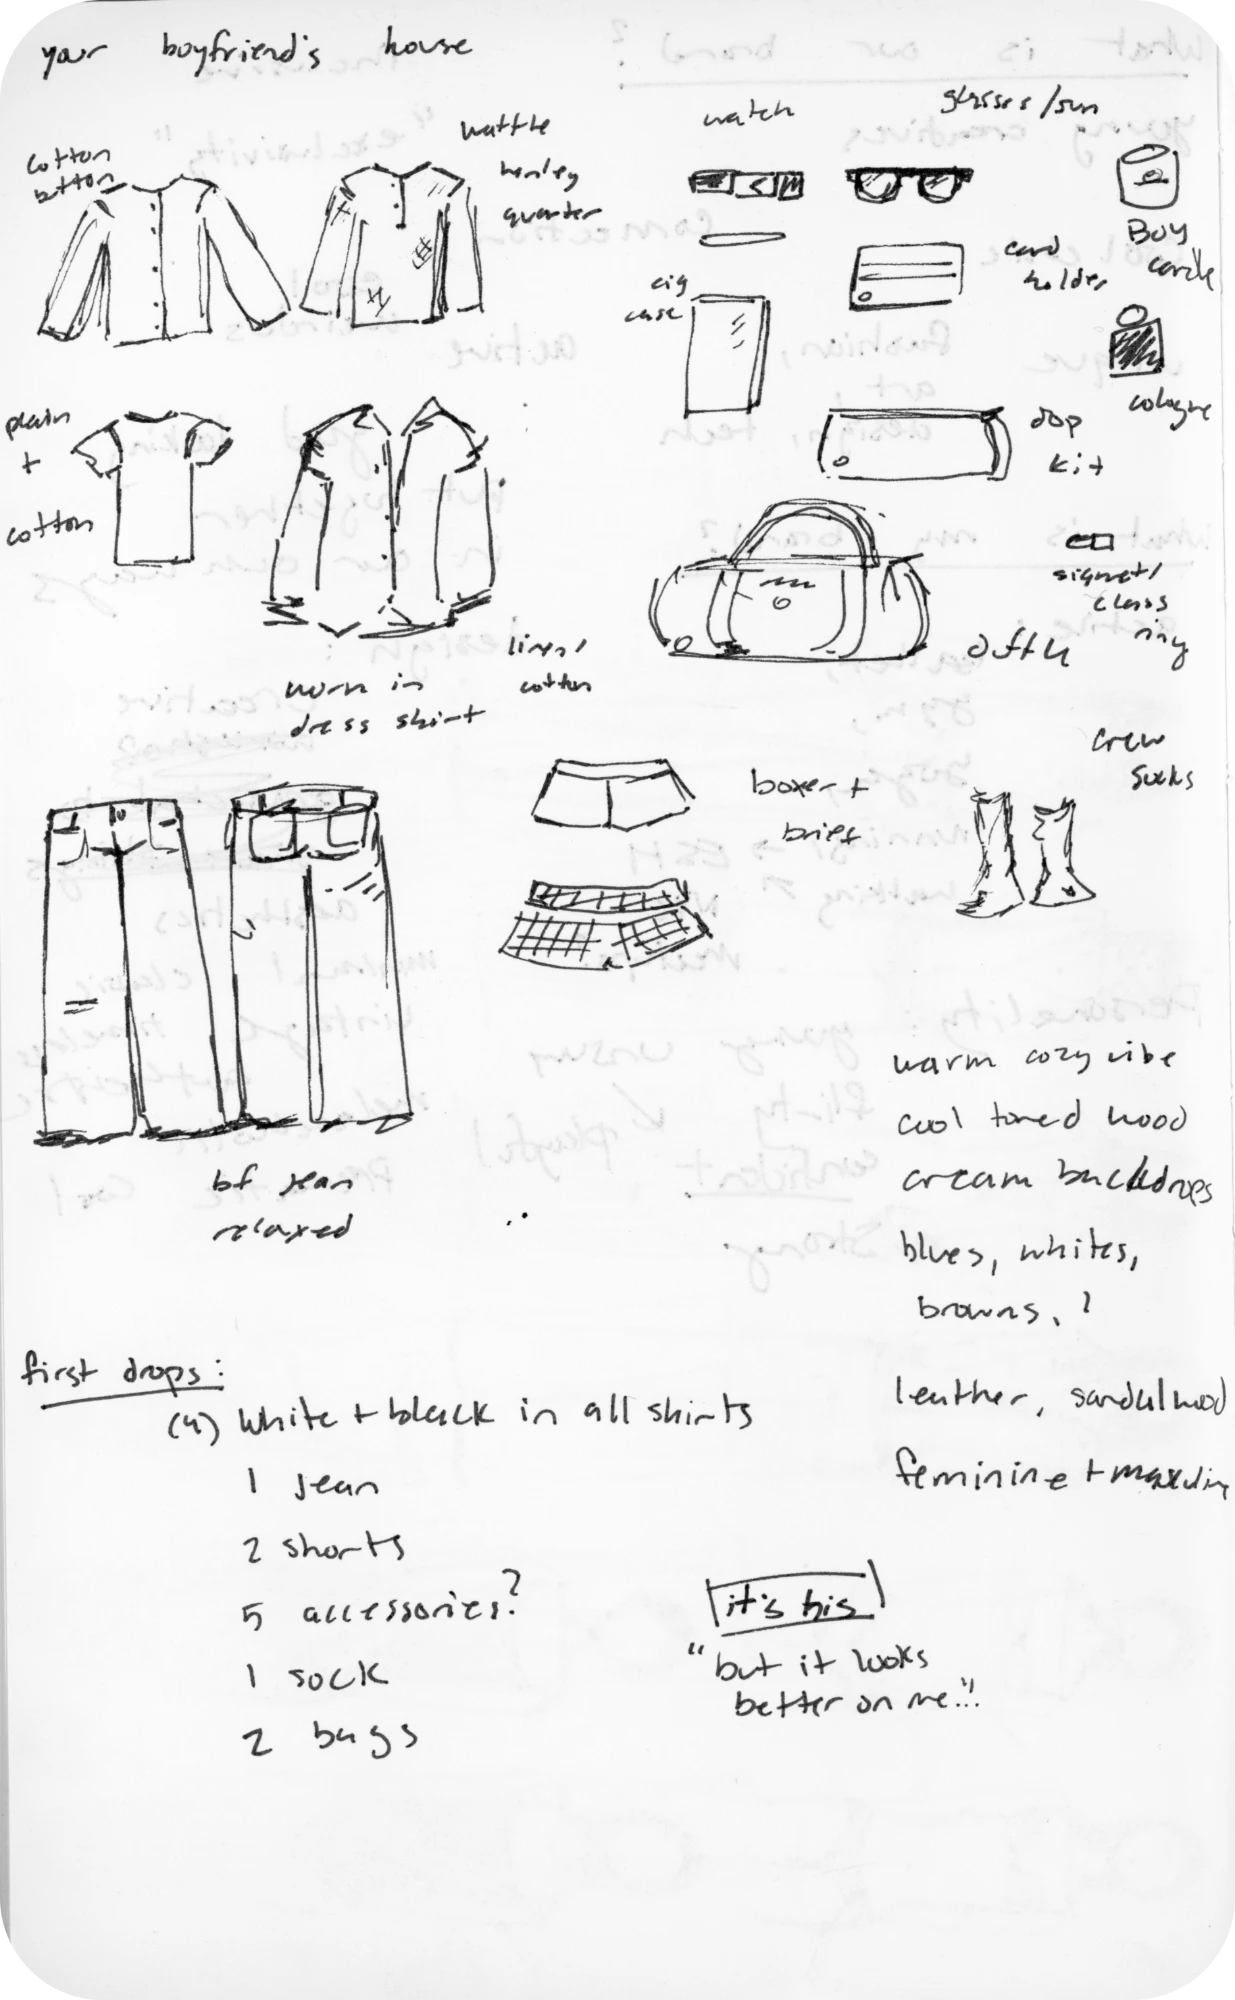 your boyfriend's house
cotton
button
waffle
henley
quarter
watch
glasses/sun
Boy
candle
card
holder
cig
case
cologne
dop
kit
plain
+
cotton
signet/
class
ring
duffle
linen/
cotton
worn in
dress shirt
crew
socks
boxer +
brief
bf jean
relaxed
warm cozy vibe
cool toned wood
cream backdrops
blues, whites,
browns, ?
leather, sandalwood
feminine + masculine
first drops:
(4) white + black in all shirts
1 jean
2 shorts
5 accessories?
1 sock
2 bags
it's his
"but it looks
better on me..."